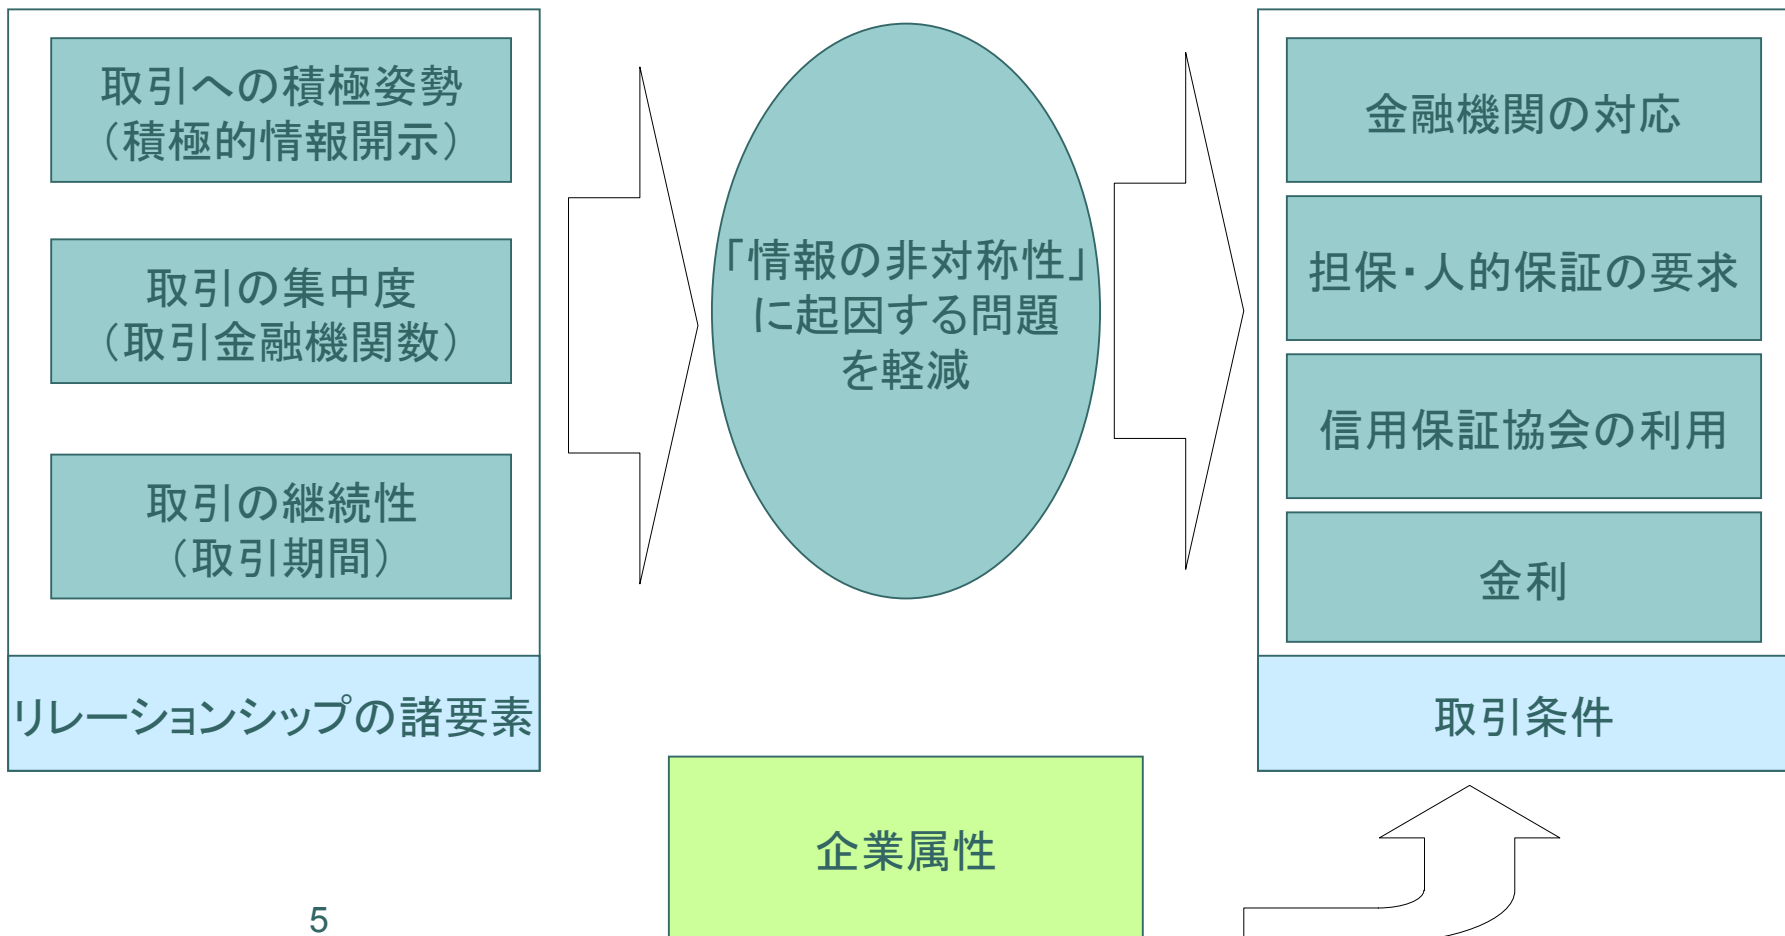 取引への積極姿勢
（積極的情報開示）
取引の集中度
（取引金融機関数）
取引の継続性
（取引期間）
リレーションシップの諸要素
「情報の非対称性」
に起因する問題
を軽減
金融機関の対応
担保・人的保証の要求
信用保証協会の利用
金利
取引条件
企業属性
5